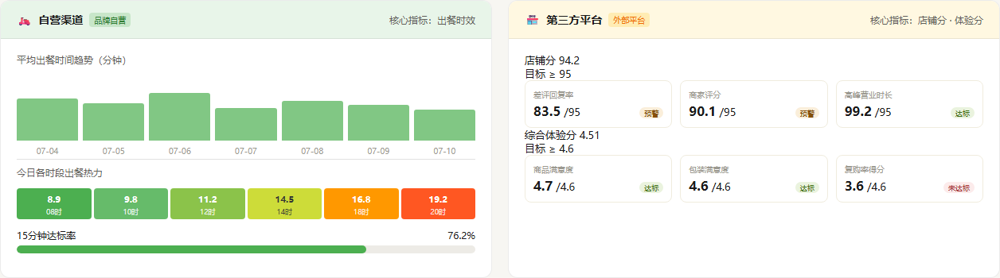 自营渠道 品牌自营 核心指标：出餐时效
平均出餐时间趋势（分钟）
07-04 07-05 07-06 07-07 07-08 07-09 07-10
今日各时段出餐热力
8.9 9.8 11.2 14.5 16.8 19.2
08时 10时 12时 14时 18时 20时
15分钟达标率 76.2%
第三方平台 外部平台 核心指标：店铺分 · 体验分
店铺分 94.2
目标 ≥ 95
差评回复率 商家评分 高峰营业时长
83.5 /95 预警 90.1 /95 预警 99.2 /95 达标
综合体验分 4.51
目标 ≥ 4.6
商品满意度 包装满意度 复购率得分
4.7 /4.6 达标 4.6 /4.6 达标 3.6 /4.6 未达标